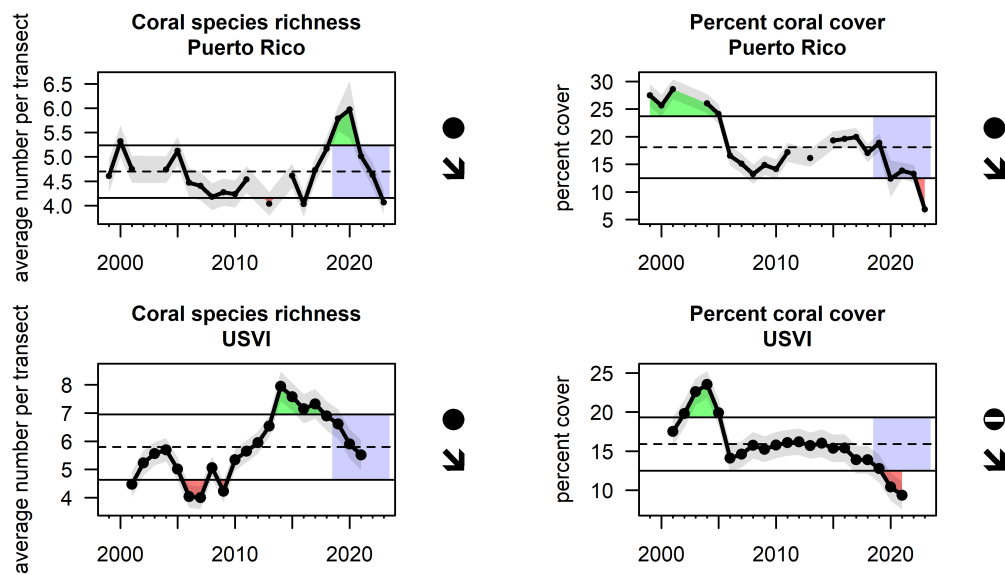 Coral species richness
Puerto Rico
average number per transect
6.5
6.0
5.5
5.0
4.5
4.0
2000 2010 2020
Percent coral cover
Puerto Rico
percent cover
30
25
20
15
10
5
2000 2010 2020
Coral species richness
USVI
average number per transect
8
7
6
5
4
2000 2010 2020
Percent coral cover
USVI
percent cover
25
20
15
10
2000 2010 2020